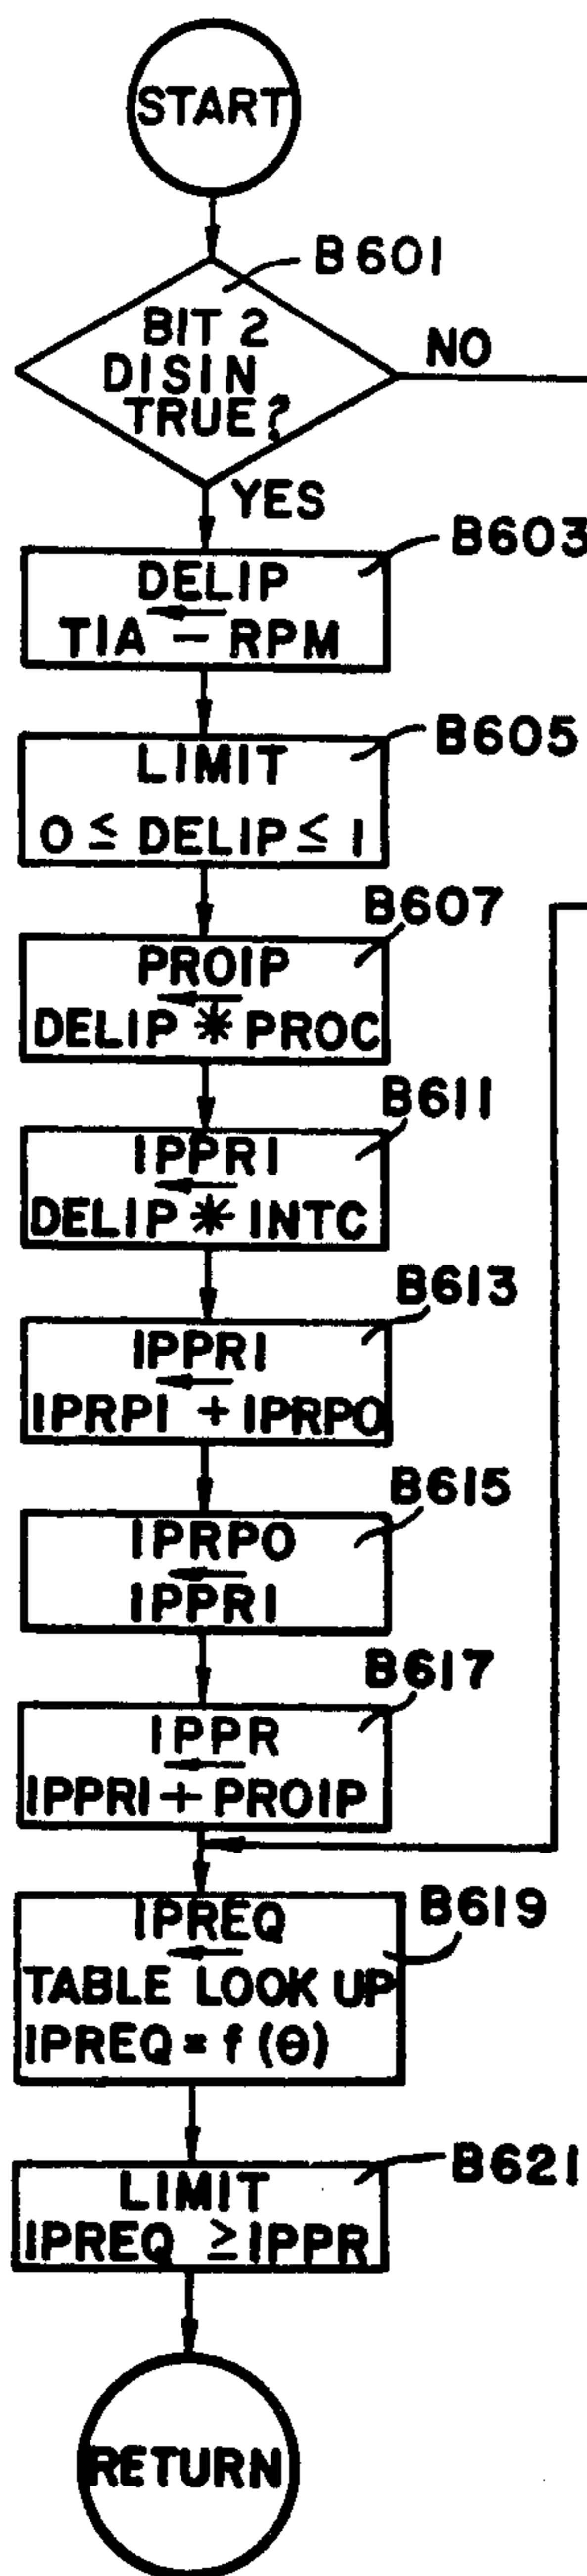 START
B601
BIT 2
DISIN
TRUE?
NO
YES
B603
DELIP
←
TIA - RPM
B605
LIMIT
0 ≤ DELIP ≤ 1
B607
PROIP
←
DELIP * PROC
B611
IPPRI
←
DELIP * INTC
B613
IPPRI
←
IPRPI + IPRPO
B615
IPRPO
←
IPPRI
B617
IPPR
←
IPPRI + PROIP
B619
IPREQ
←
TABLE LOOK UP
IPREQ = f(θ)
B621
LIMIT
IPREQ ≥ IPPR
RETURN